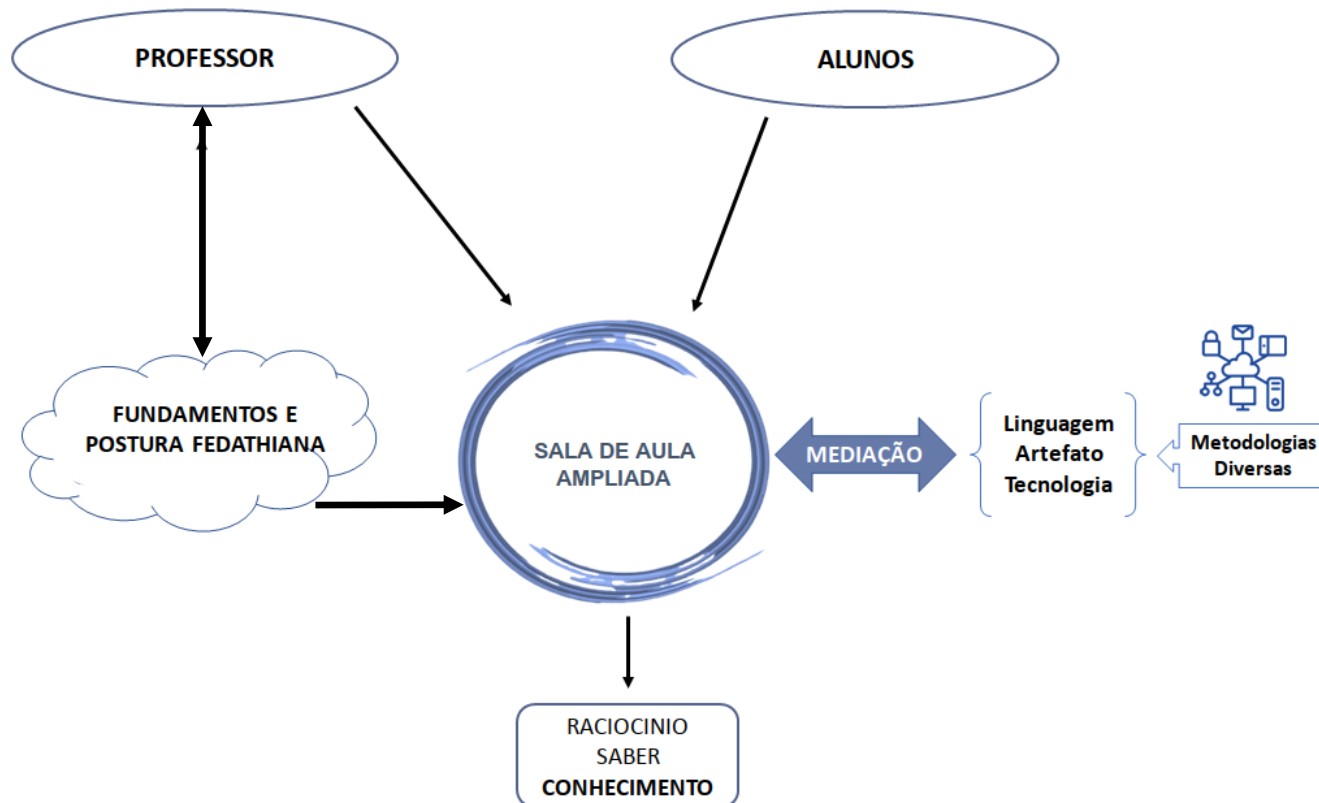 PROFESSOR
ALUNOS
FUNDAMENTOS E
POSTURA FEDATHIANA
SALA DE AULA
AMPLIADA
MEDIAÇÃO
Linguagem
Artefato
Tecnologia
Metodologias
Diversas
RACIOCINIO
SABER
CONHECIMENTO